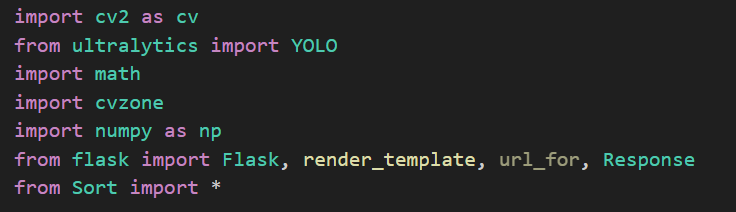 import cv2 as cv
from ultralytics import YOLO
import math
import cvzone
import numpy as np
from flask import Flask, render_template, url_for, Response
from Sort import *